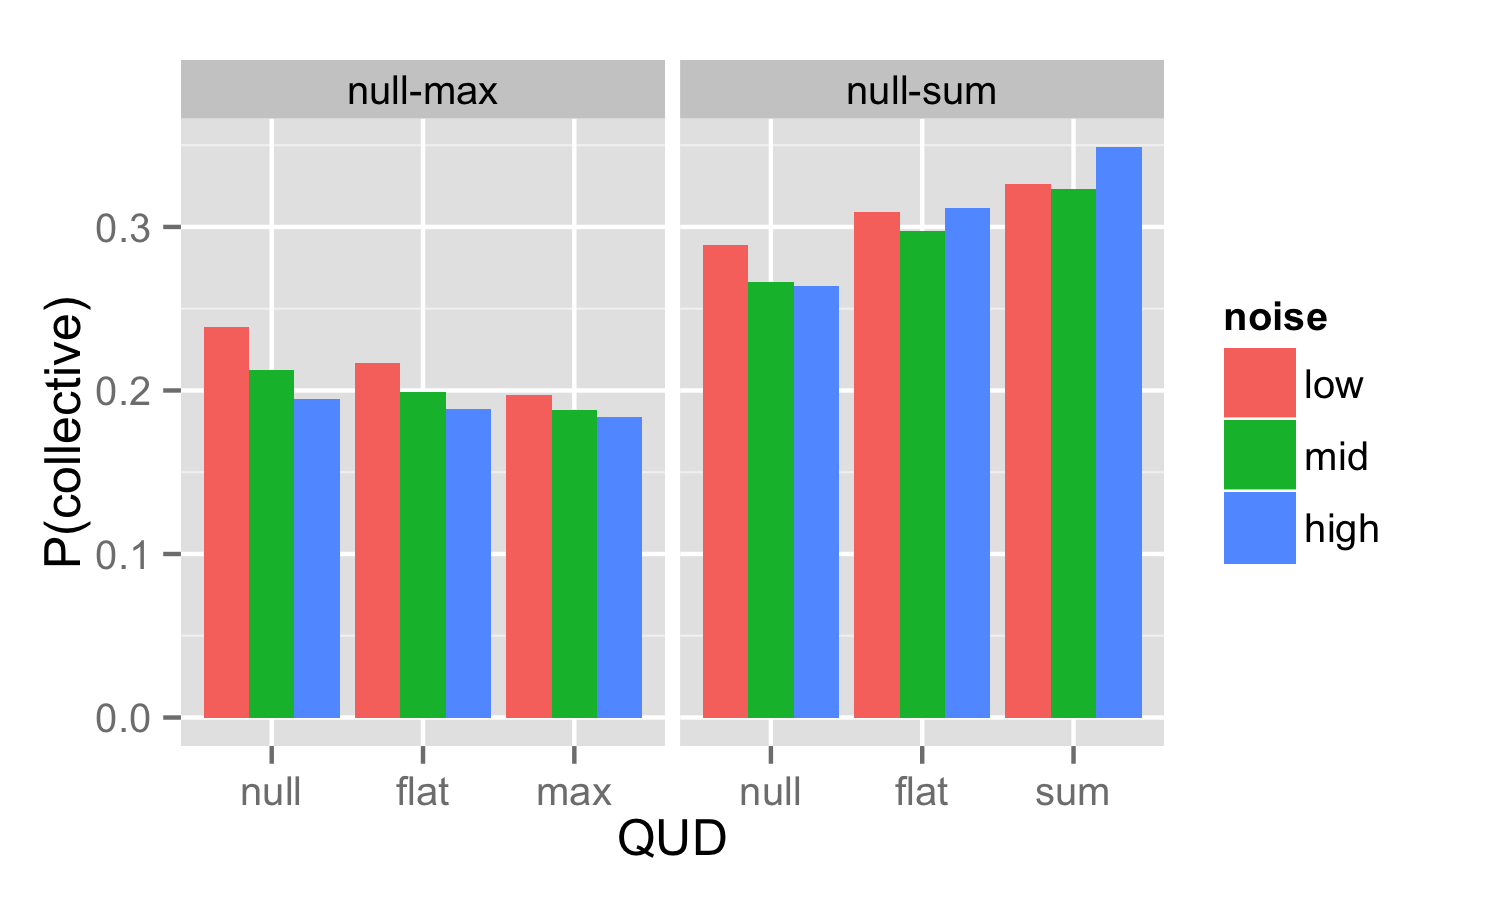 null-max null-sum
0.3
0.2
0.1
0.0
P(collective)
null flat max null flat sum
QUD
noise
low
mid
high